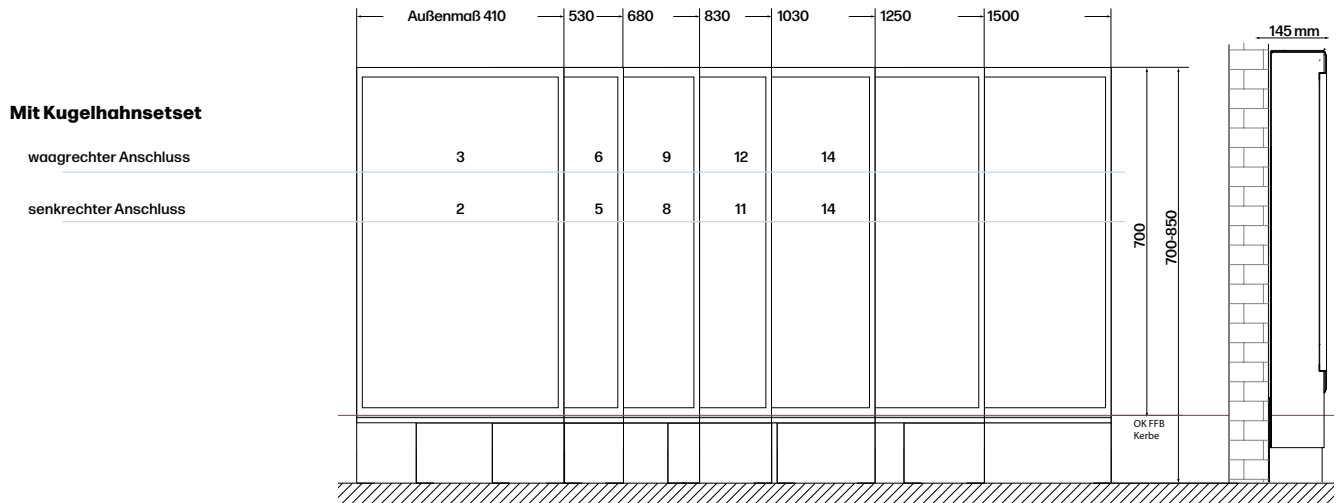 Außenmaß 410 530 680 830 1030 1250 1500
145 mm
Mit Kugelhahnsetset
waagrechter Anschluss 3 6 9 12 14
senkrechter Anschluss 2 5 8 11 14
700
700-850
OK FFB
Kerbe